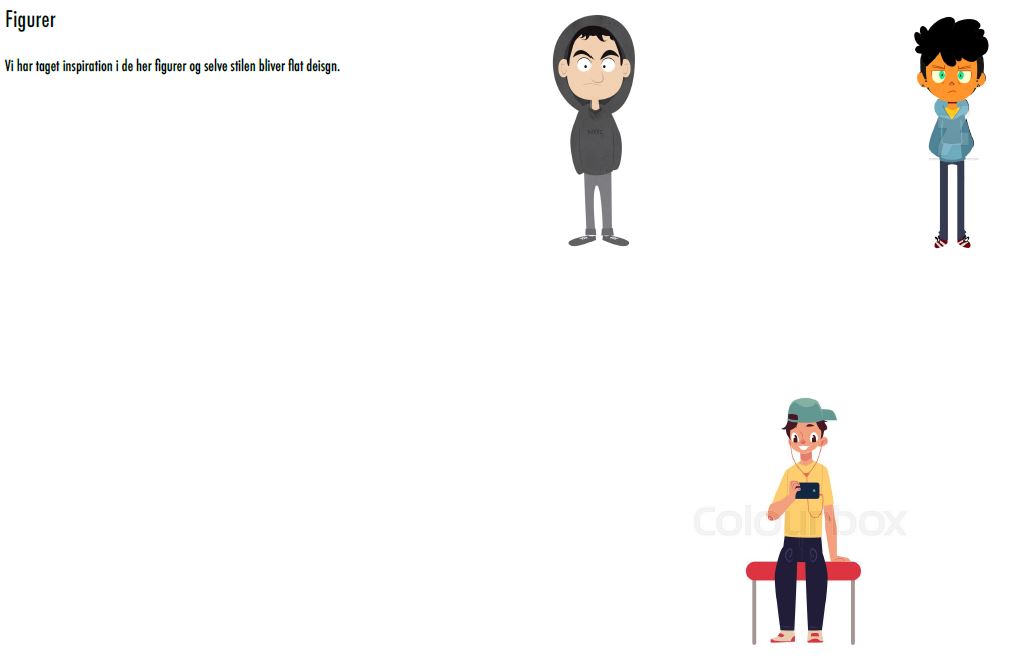 Figurer
Vi har taget inspiration i de her figurer og selve stilen bliver flat deisgn.
Colourbox